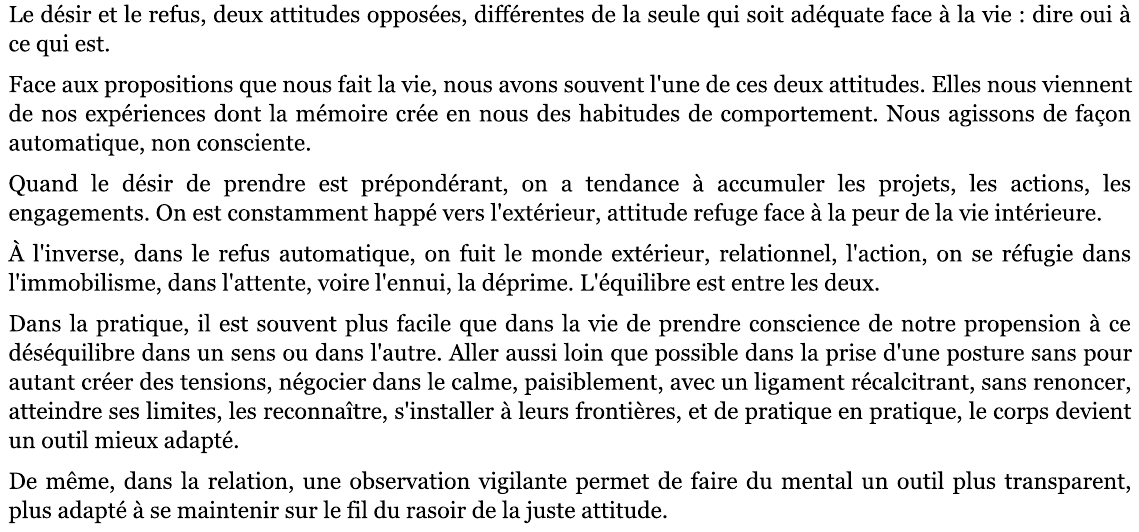 Le désir et le refus, deux attitudes opposées, différentes de la seule qui soit adéquate face à la vie : dire oui à
ce qui est.
Face aux propositions que nous fait la vie, nous avons souvent l'une de ces deux attitudes. Elles nous viennent
de nos expériences dont la mémoire crée en nous des habitudes de comportement. Nous agissons de façon
automatique, non consciente.
Quand le désir de prendre est prépondérant, on a tendance à accumuler les projets, les actions, les
engagements. On est constamment happé vers l'extérieur, attitude refuge face à la peur de la vie intérieure.
À l'inverse, dans le refus automatique, on fuit le monde extérieur, relationnel, l'action, on se réfugie dans
l'immobilisme, dans l'attente, voire l'ennui, la déprime. L'équilibre est entre les deux.
Dans la pratique, il est souvent plus facile que dans la vie de prendre conscience de notre propension à ce
déséquilibre dans un sens ou dans l'autre. Aller aussi loin que possible dans la prise d'une posture sans pour
autant créer des tensions, négocier dans le calme, paisiblement, avec un ligament récalcitrant, sans renoncer,
atteindre ses limites, les reconnaître, s'installer à leurs frontières, et de pratique en pratique, le corps devient
un outil mieux adapté.
De même, dans la relation, une observation vigilante permet de faire du mental un outil plus transparent,
plus adapté à se maintenir sur le fil du rasoir de la juste attitude.